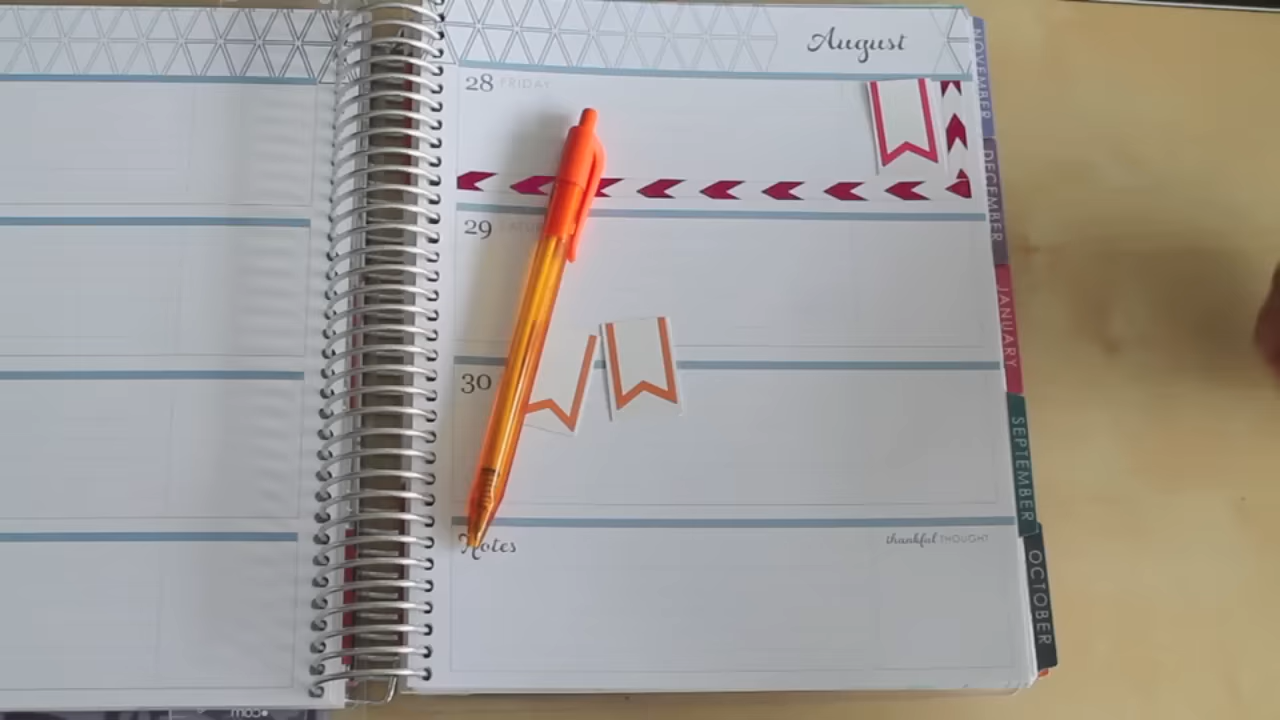 August
28 FRIDAY
29
30
Notes
thankful THOUGHT
NOVEMBER
DECEMBER
JANUARY
SEPTEMBER
OCTOBER